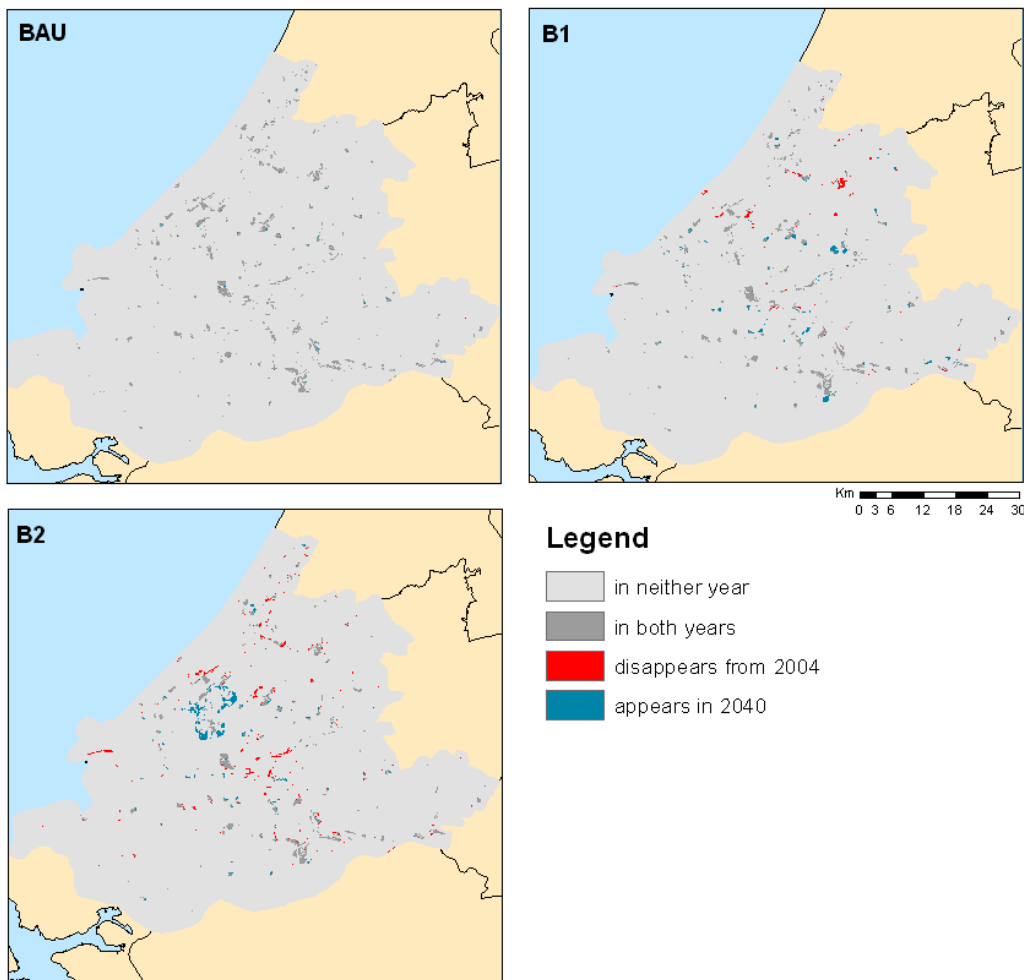 BAU
B1
Km
0 3 6 12 18 24 30
B2
Legend
in neither year
in both years
disappears from 2004
appears in 2040